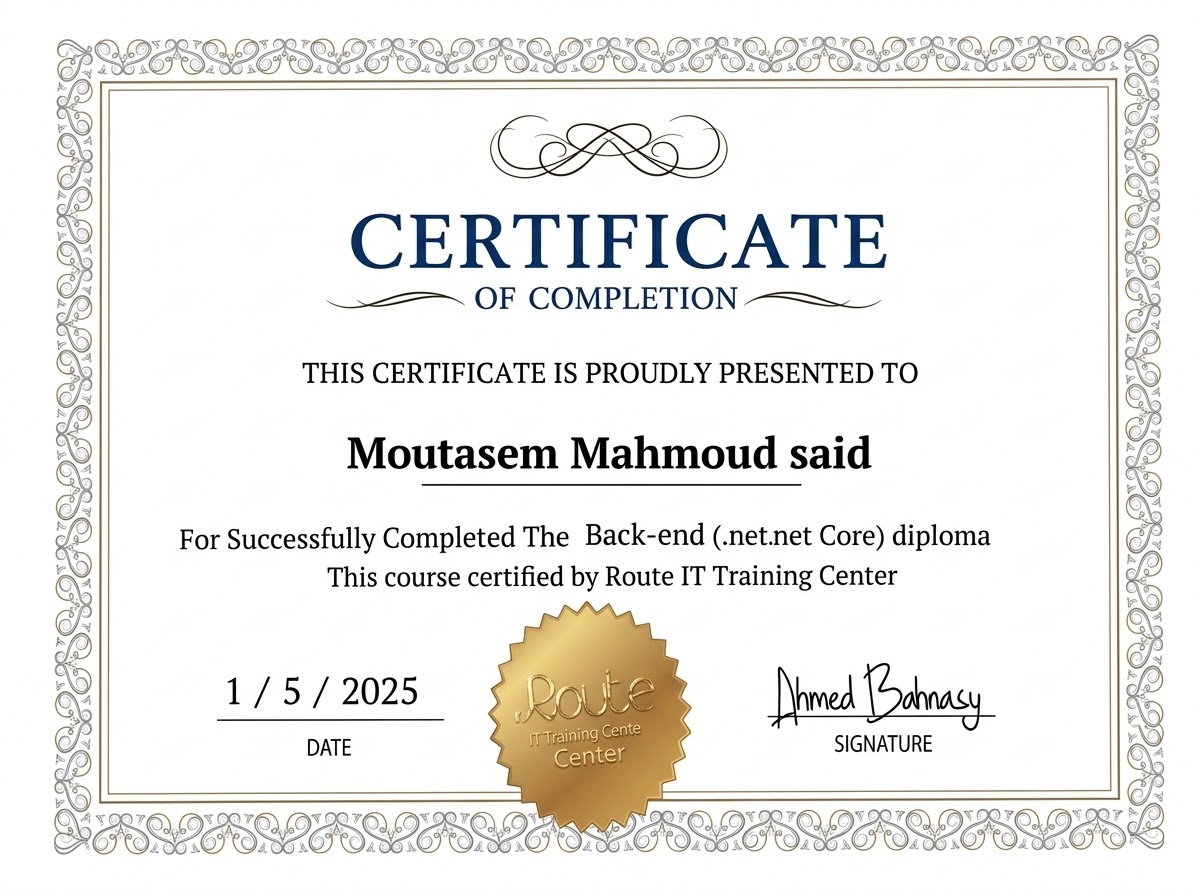 CERTIFICATE
OF COMPLETION
THIS CERTIFICATE IS PROUDLY PRESENTED TO
Moutasem Mahmoud said
For Successfully Completed The Back-end (.net.net Core) diploma
This course certified by Route IT Training Center
1 / 5 / 2025
DATE
Route
IT Training Cente
Center
Ahmed Bahnasy
SIGNATURE